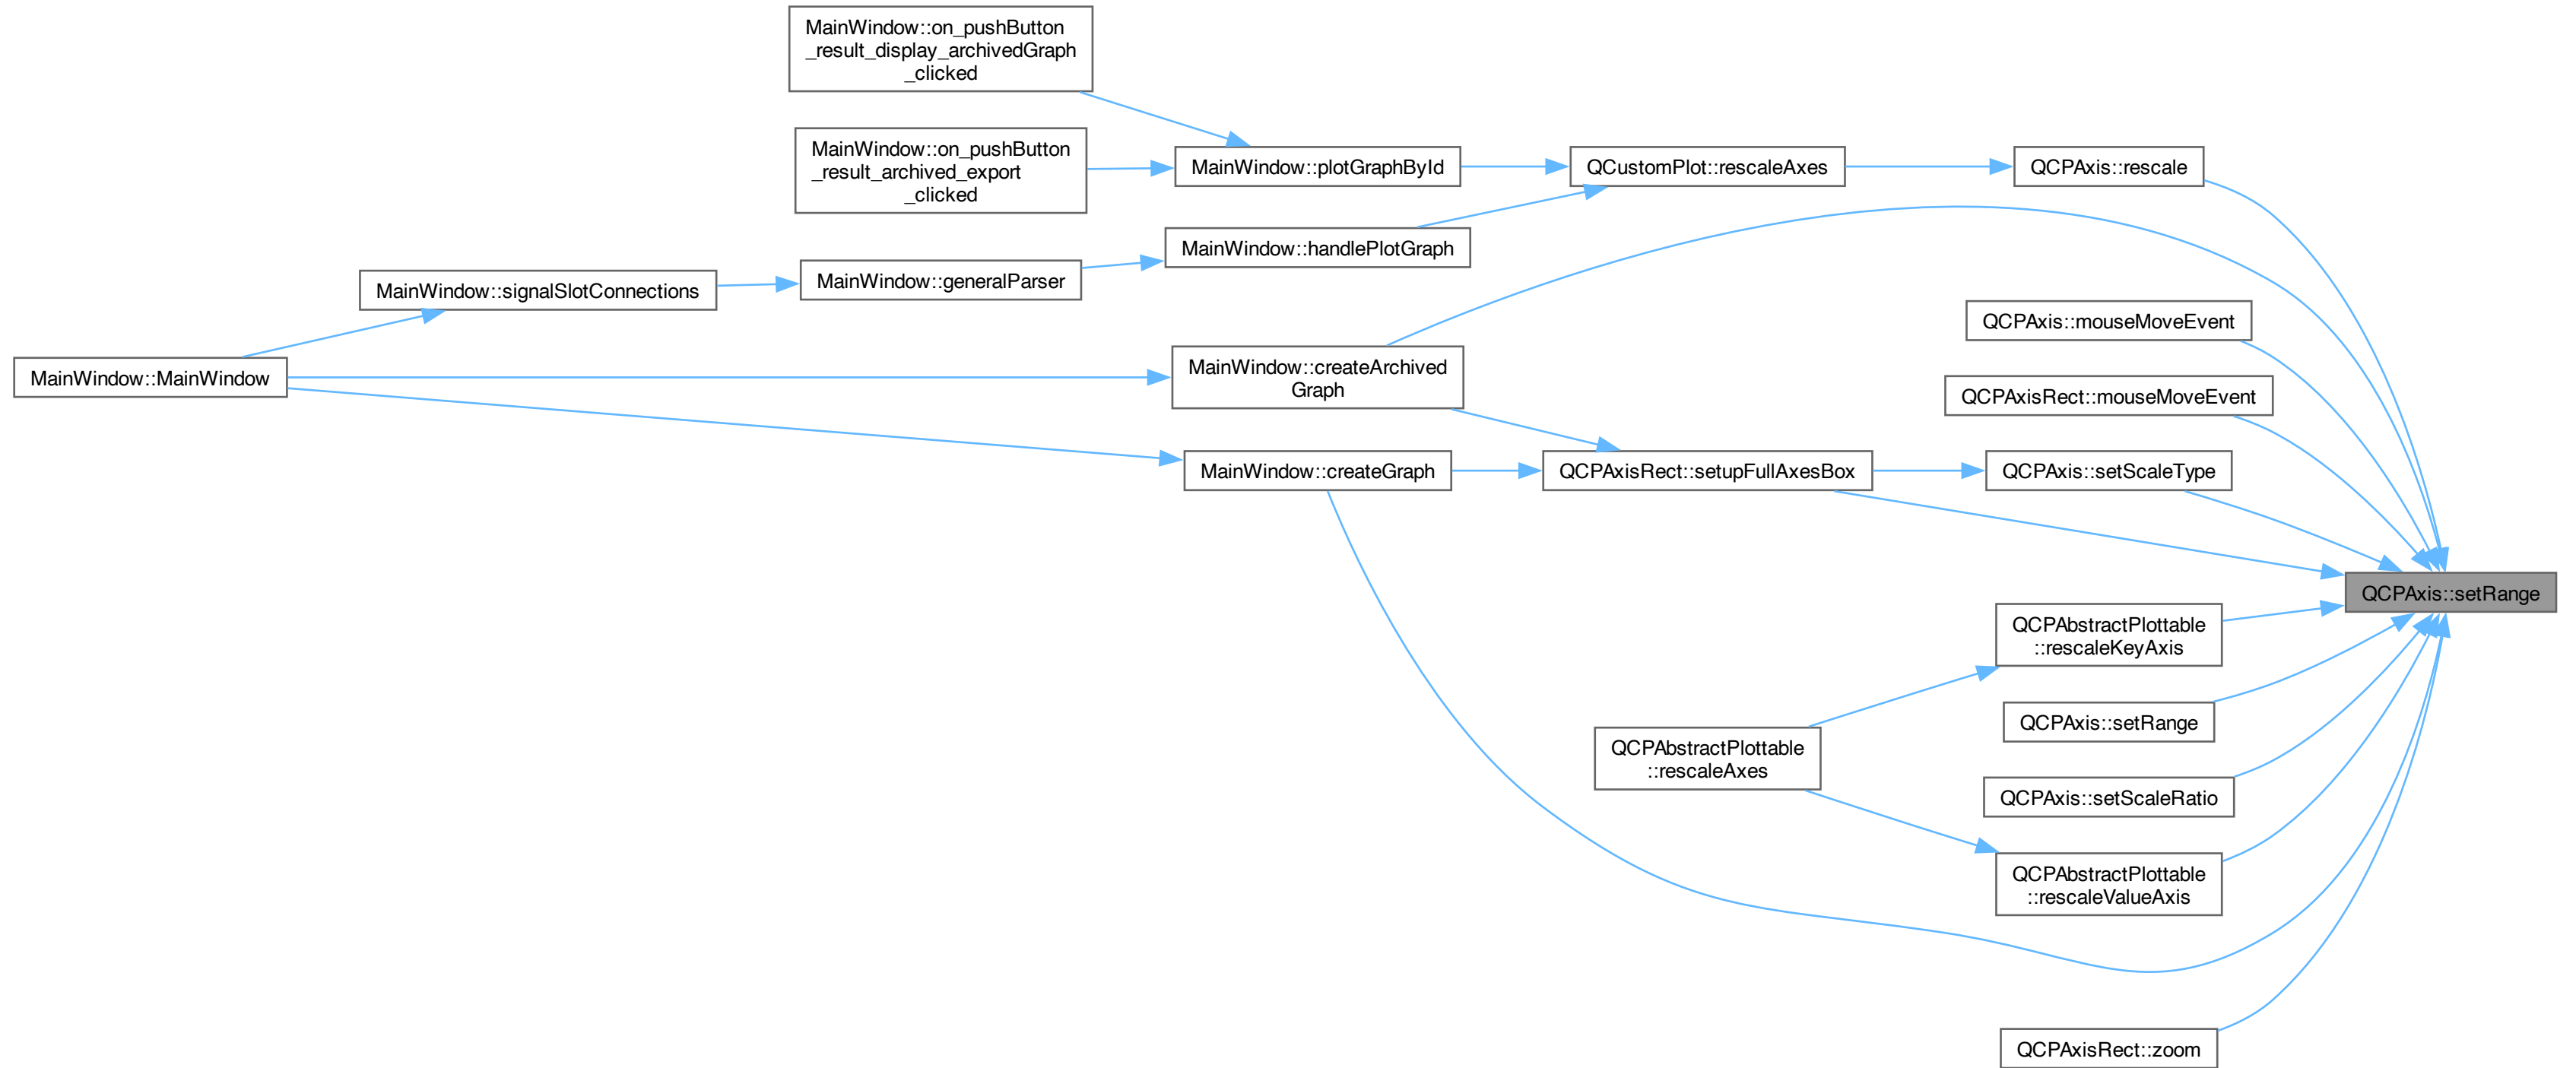 MainWindow::on_pushButton
_result_display_archivedGraph
_clicked
MainWindow::on_pushButton
_result_archived_export
_clicked
MainWindow::plotGraphById
QCustomPlot::rescaleAxes
QCPAxis::rescale
MainWindow::handlePlotGraph
MainWindow::generalParser
MainWindow::signalSlotConnections
QCPAxis::mouseMoveEvent
MainWindow::MainWindow
MainWindow::createArchived
Graph
QCPAxisRect::mouseMoveEvent
MainWindow::createGraph
QCPAxisRect::setupFullAxesBox
QCPAxis::setScaleType
QCPAxis::setRange
QCPAbstractPlottable
::rescaleKeyAxis
QCPAxis::setRange
QCPAbstractPlottable
::rescaleAxes
QCPAxis::setScaleRatio
QCPAbstractPlottable
::rescaleValueAxis
QCPAxisRect::zoom